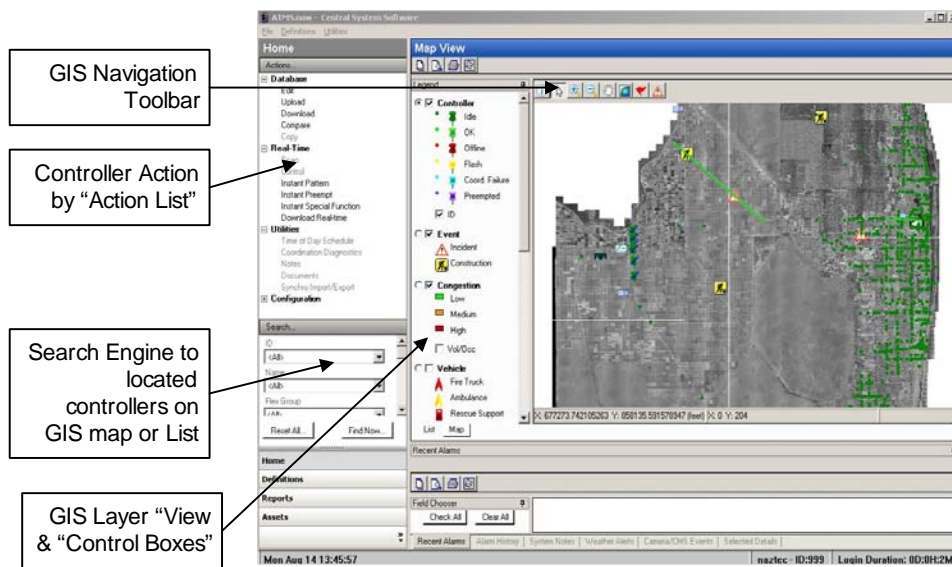 ATMS.now - Central System Software
File Definitions Utilities
GIS Navigation
Toolbar
Controller Action
by “Action List”
Search Engine to
located
controllers on
GIS map or List
GIS Layer “View
& “Control Boxes”
Home
Actions...
Database
Edit
Upload
Download
Compare
Copy
Real-Time
Scan
Control
Instant Pattern
Instant Preempt
Instant Special Function
Download Real-time
Utilities
Time of Day Schedule
Coordination Diagnostics
Notes
Documents
Synchro Import/Export
Configuration
Search...
ID
<All>
Name
<All>
Flex Group
<All>
Reset All...
Find Now...
Home
Definitions
Reports
Assets
Map View
Legend
Controller
Idle
OK
Offline
Flash
Coord. Failure
Preempted
ID
Event
Incident
Construction
Congestion
Low
Medium
High
Vol/Occ
Vehicle
Fire Truck
Ambulance
Rescue Support
List Map
X: 677273.742105263 Y: 858135.591578947 (feet) X: 0 Y: 204
Recent Alarms
Field Chooser
Check All
Clear All
Recent Alarms Alarm History System Notes Weather Alerts Camera/CMS Events Selected Details
Mon Aug 14 13:45:57
naztec - ID:999
Login Duration: 0D:0H:2M